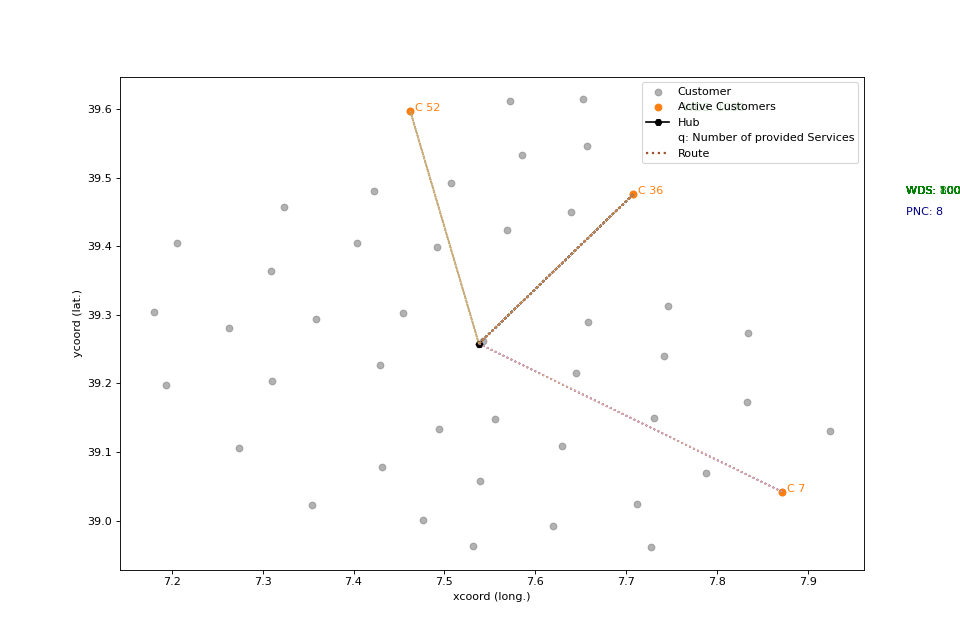 C 52
C 36
C 7
Customer
Active Customers
Hub
q: Number of provided Services
Route
PNC: 8
39.6
39.5
39.4
39.3
39.2
39.1
39.0
ycoord (lat.)
7.2
7.3
7.4
7.5
7.6
7.7
7.8
7.9
xcoord (long.)